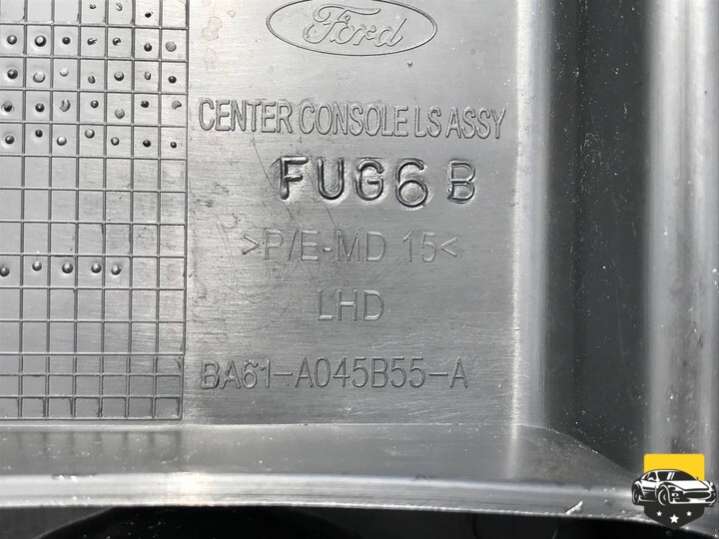 Ford
CENTER CONSOLE LS ASSY
FUG6 B
>P/E-MD 15<
LHD
BA61-A045B55-A